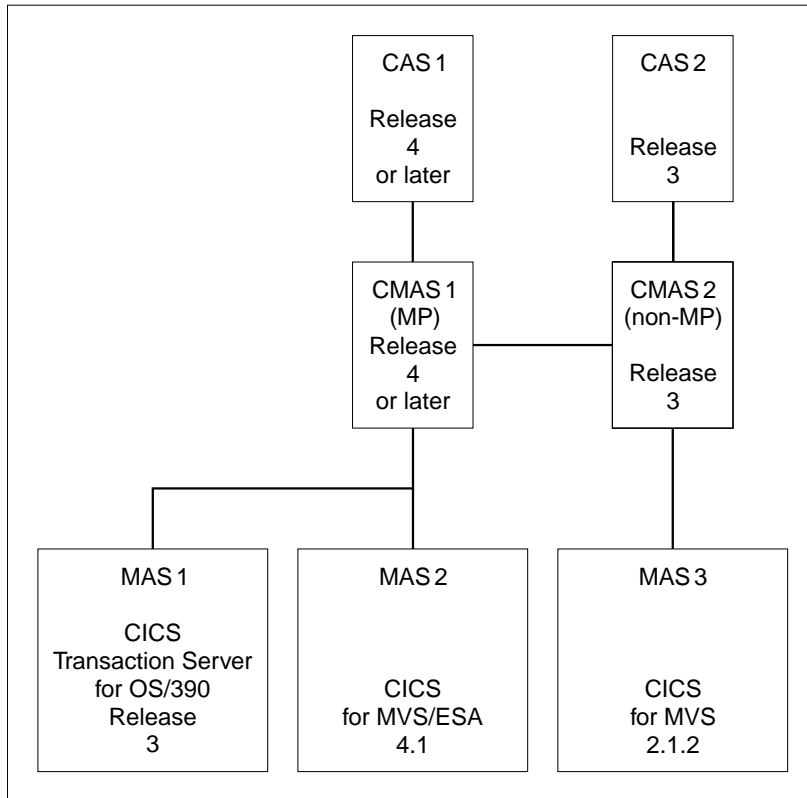 CAS 1
Release
4
or later
CAS 2
Release
3
CMAS 1
(MP)
Release
4
or later
CMAS 2
(non-MP)
Release
3
MAS 1
CICS
Transaction Server
for OS/390
Release
3
MAS 2
CICS
for MVS/ESA
4.1
MAS 3
CICS
for MVS
2.1.2